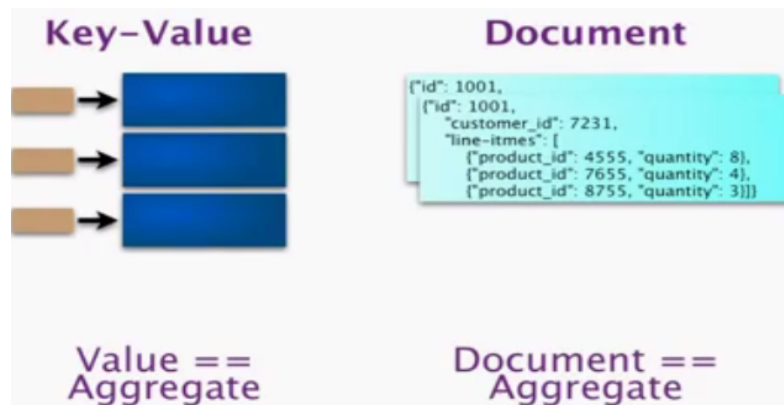 Key-Value
Document
{"id": 1001,
{"id": 1001,
"customer_id": 7231,
"line-itmes": [
{"product_id": 4555, "quantity": 8},
{"product_id": 7655, "quantity": 4},
{"product_id": 8755, "quantity": 3}]}
Value ==
Aggregate
Document ==
Aggregate